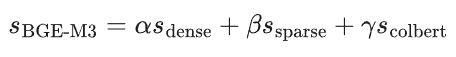 s_BGE-M3 = αs_dense + βs_sparse + γs_colbert